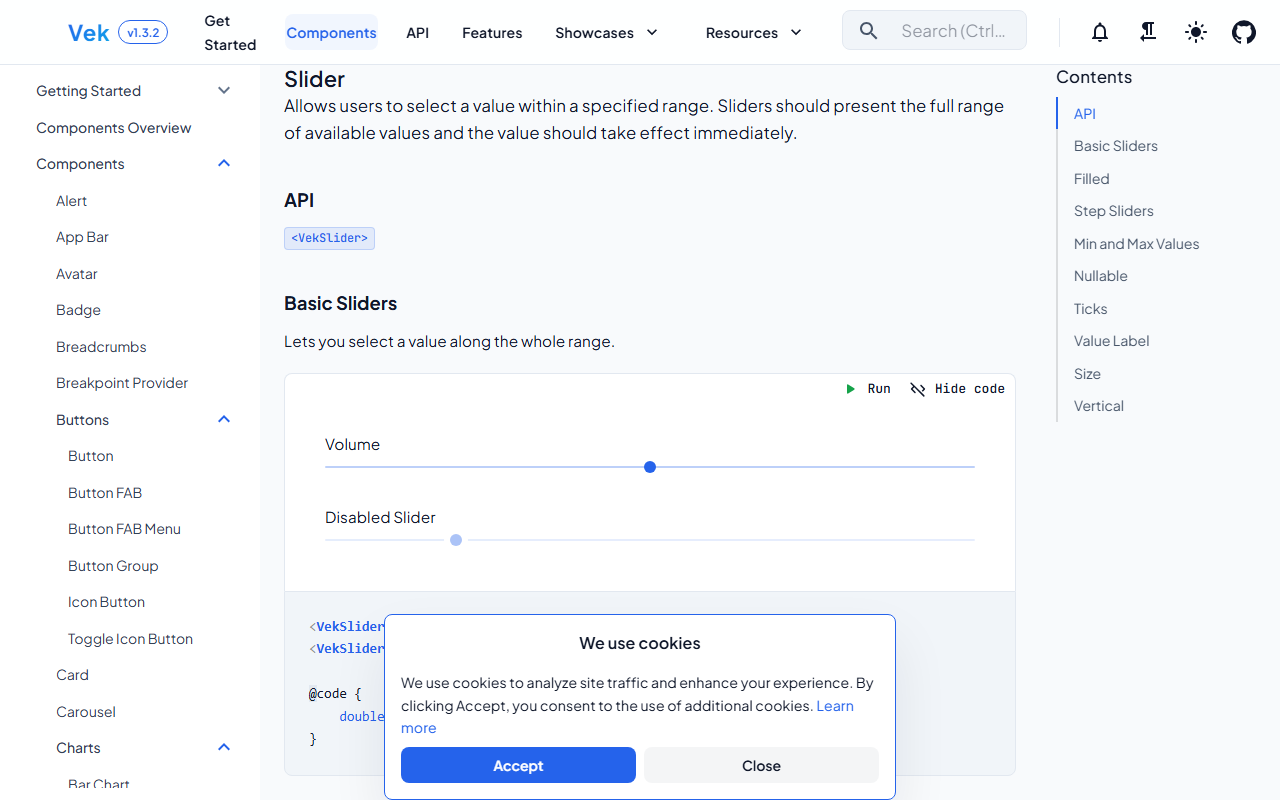 Vek
v1.3.2
Get
Started
Components
API
Features
Showcases
Resources
Search (Ctrl...
Getting Started
Components Overview
Components
Alert
App Bar
Avatar
Badge
Breadcrumbs
Breakpoint Provider
Buttons
Button
Button FAB
Button FAB Menu
Button Group
Icon Button
Toggle Icon Button
Card
Carousel
Charts
Bar Chart
Slider
Allows users to select a value within a specified range. Sliders should present the full range
of available values and the value should take effect immediately.
API
<VekSlider>
Basic Sliders
Lets you select a value along the whole range.
Run
Hide code
Volume
Disabled Slider
<VekSlider
<VekSlider
@code {
double
}
We use cookies
We use cookies to analyze site traffic and enhance your experience. By
clicking Accept, you consent to the use of additional cookies. Learn
more
Accept
Close
Contents
API
Basic Sliders
Filled
Step Sliders
Min and Max Values
Nullable
Ticks
Value Label
Size
Vertical